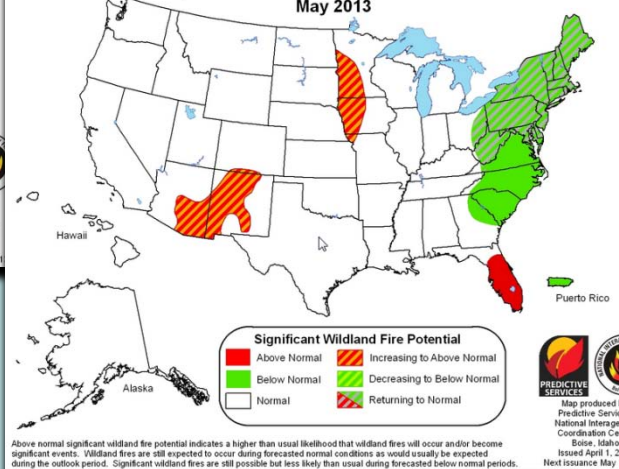 May 2013
Hawaii
Alaska
Puerto Rico
Significant Wildland Fire Potential
Above Normal
Increasing to Above Normal
Below Normal
Decreasing to Below Normal
Normal
Returning to Normal
PREDICTIVE
SERVICES
NATIONAL
Map produced
Predictive
National
Coordination
Boise, Idaho
Issued April 1, 2
Next issuance May
Above normal significant wildland fire potential indicates a higher than usual likelihood that wildland fires will occur and/or become
significant events. Wildland fires are still expected to occur during forecasted normal conditions as would usually be expected
during the outlook period. Significant wildland fires are still possible but less likely than usual during forecasted below normal periods.